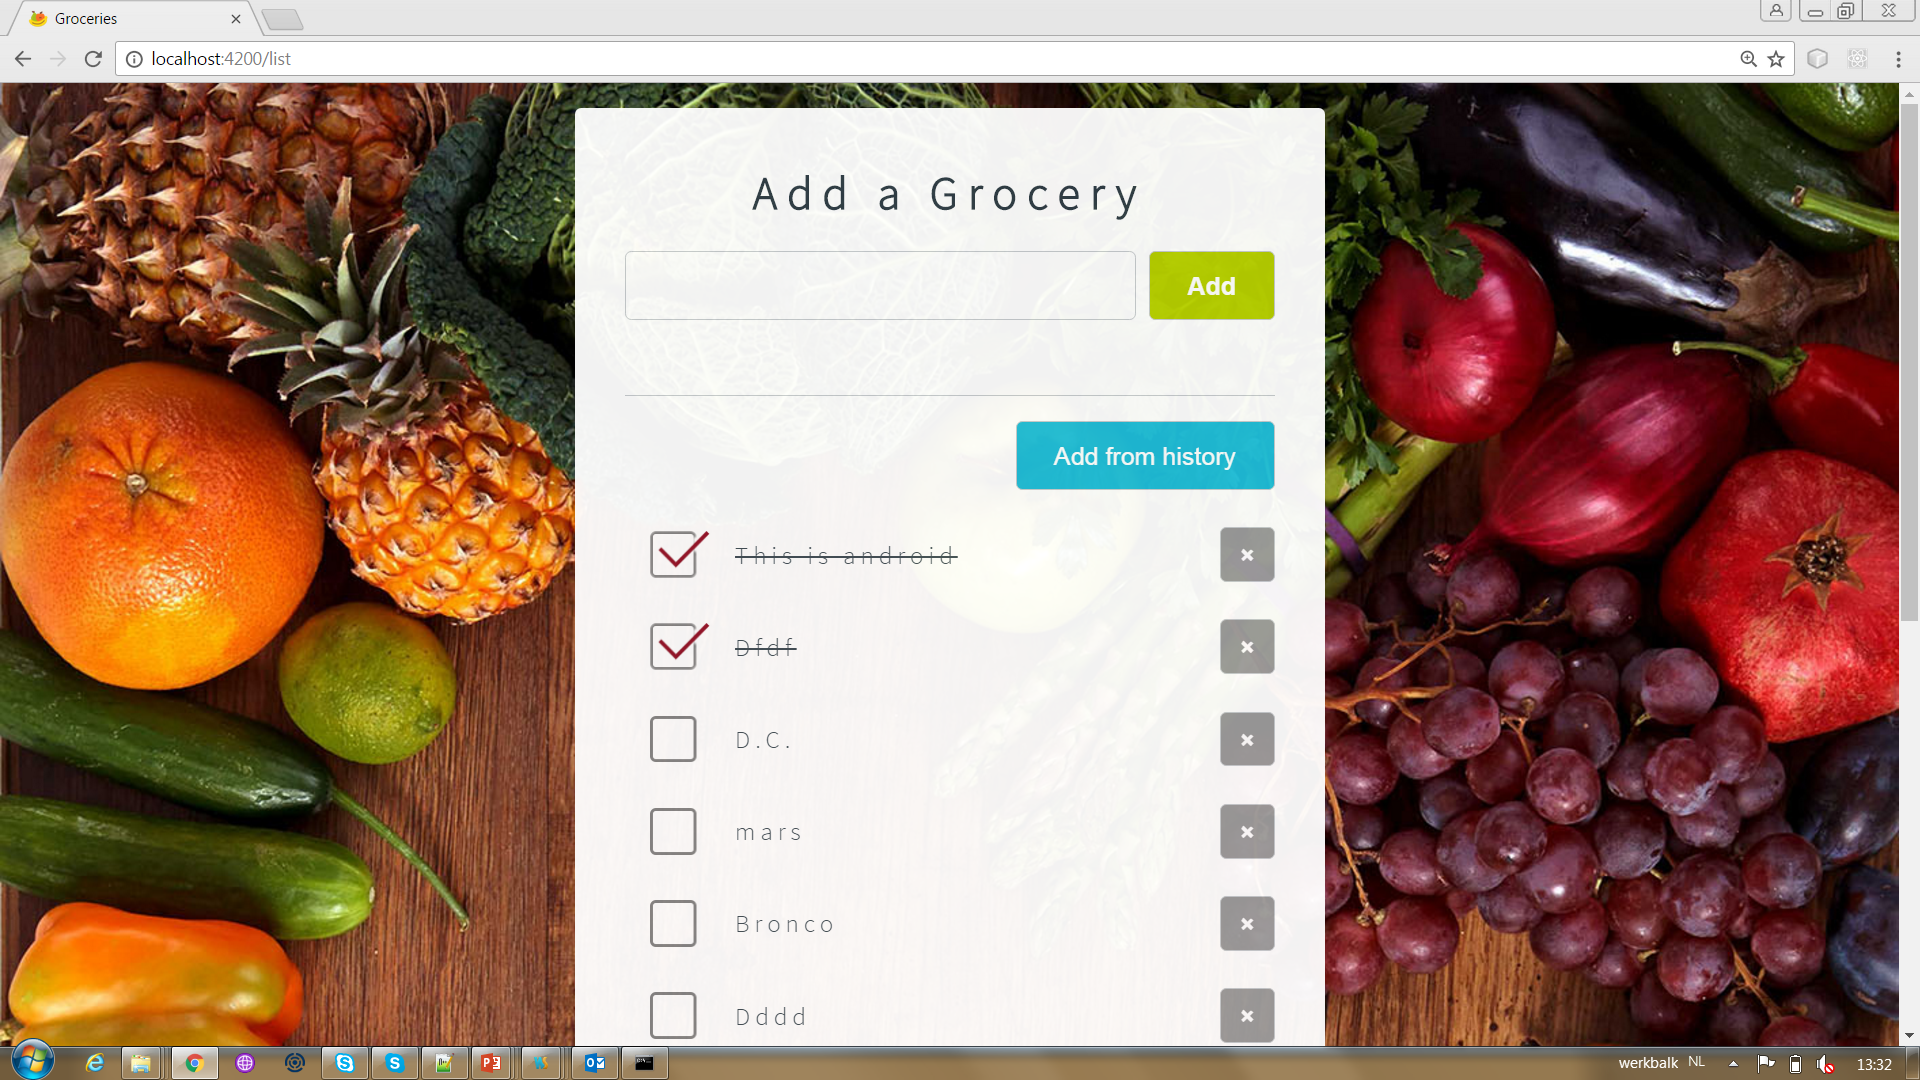 Groceries
localhost:4200/list
Add a Grocery
Add
Add from history
This is android
Dfdf
D.C.
mars
Bronco
Dddd
werkbalk NL 13:32